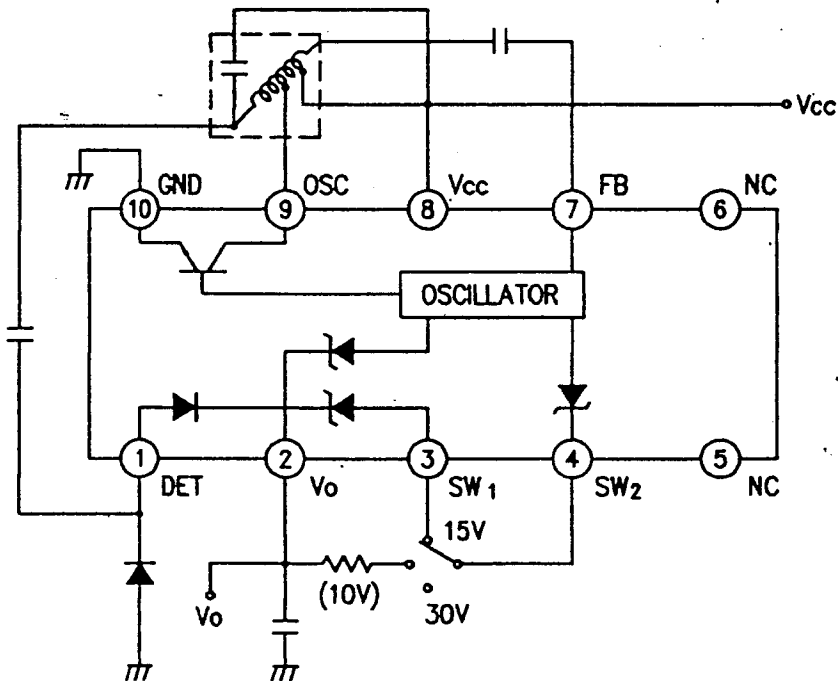 Vcc
GND
OSC
Vcc
FB
NC
10
9
8
7
6
OSCILLATOR
1
2
3
4
5
DET
Vo
SW1
SW2
NC
15V
(10V)
Vo
30V